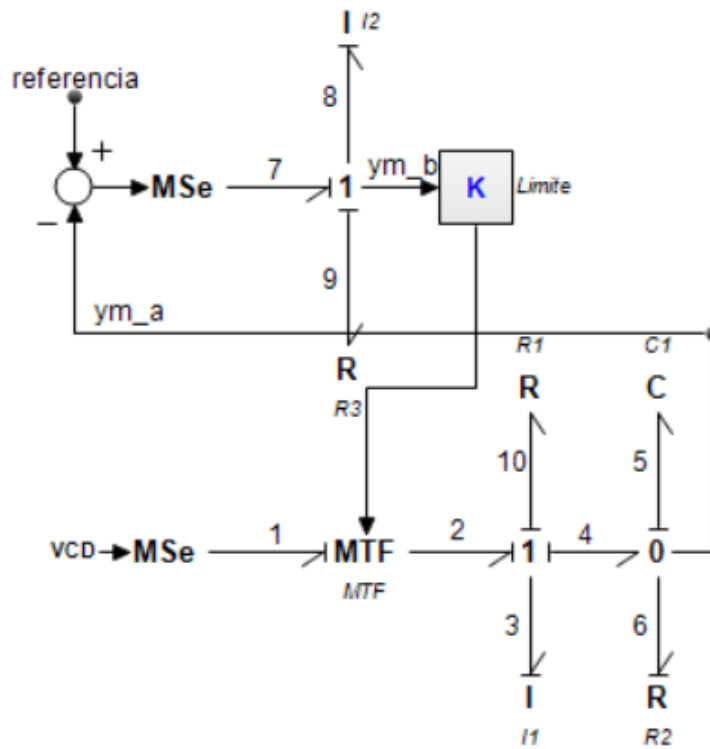 I I2
referencia
8
+
7
ym_b
MSe
1
K
Limite
−
9
ym_a
R1
C1
R
R3
R
C
10
5
1
2
4
VCD
MSe
MTF
1
0
MTF
3
6
I
R
I1
R2